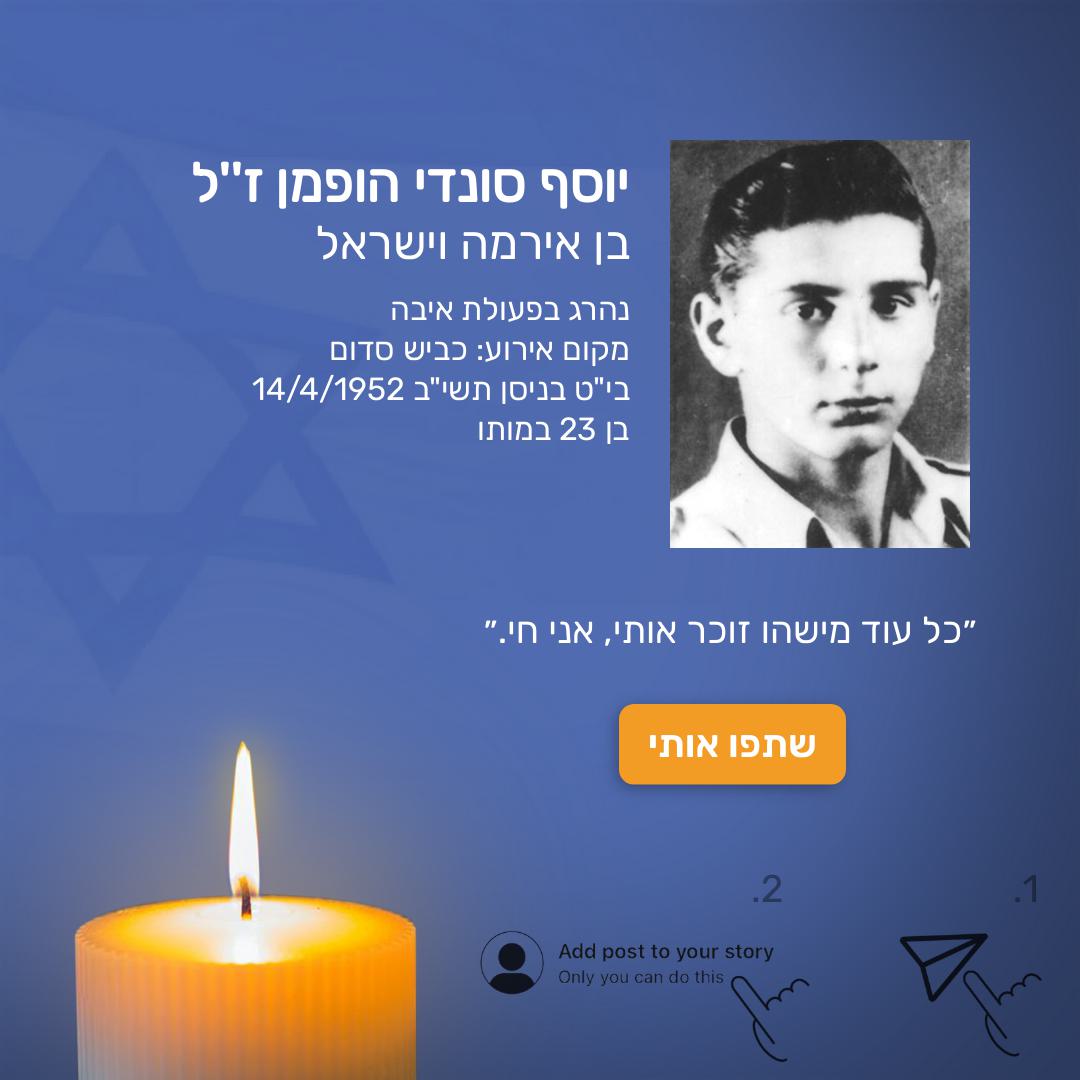 יוסף סונדי הופמן ז''ל
בן אירמה וישראל
נהרג בפעולת איבה
מקום אירוע: כביש סדום
בי"ט בניסן תשי"ב 14/4/1952
בן 23 במותו
״כל עוד מישהו זוכר אותי, אני חי.״
שתפו אותי
1.
2.
Add post to your story
Only you can do this